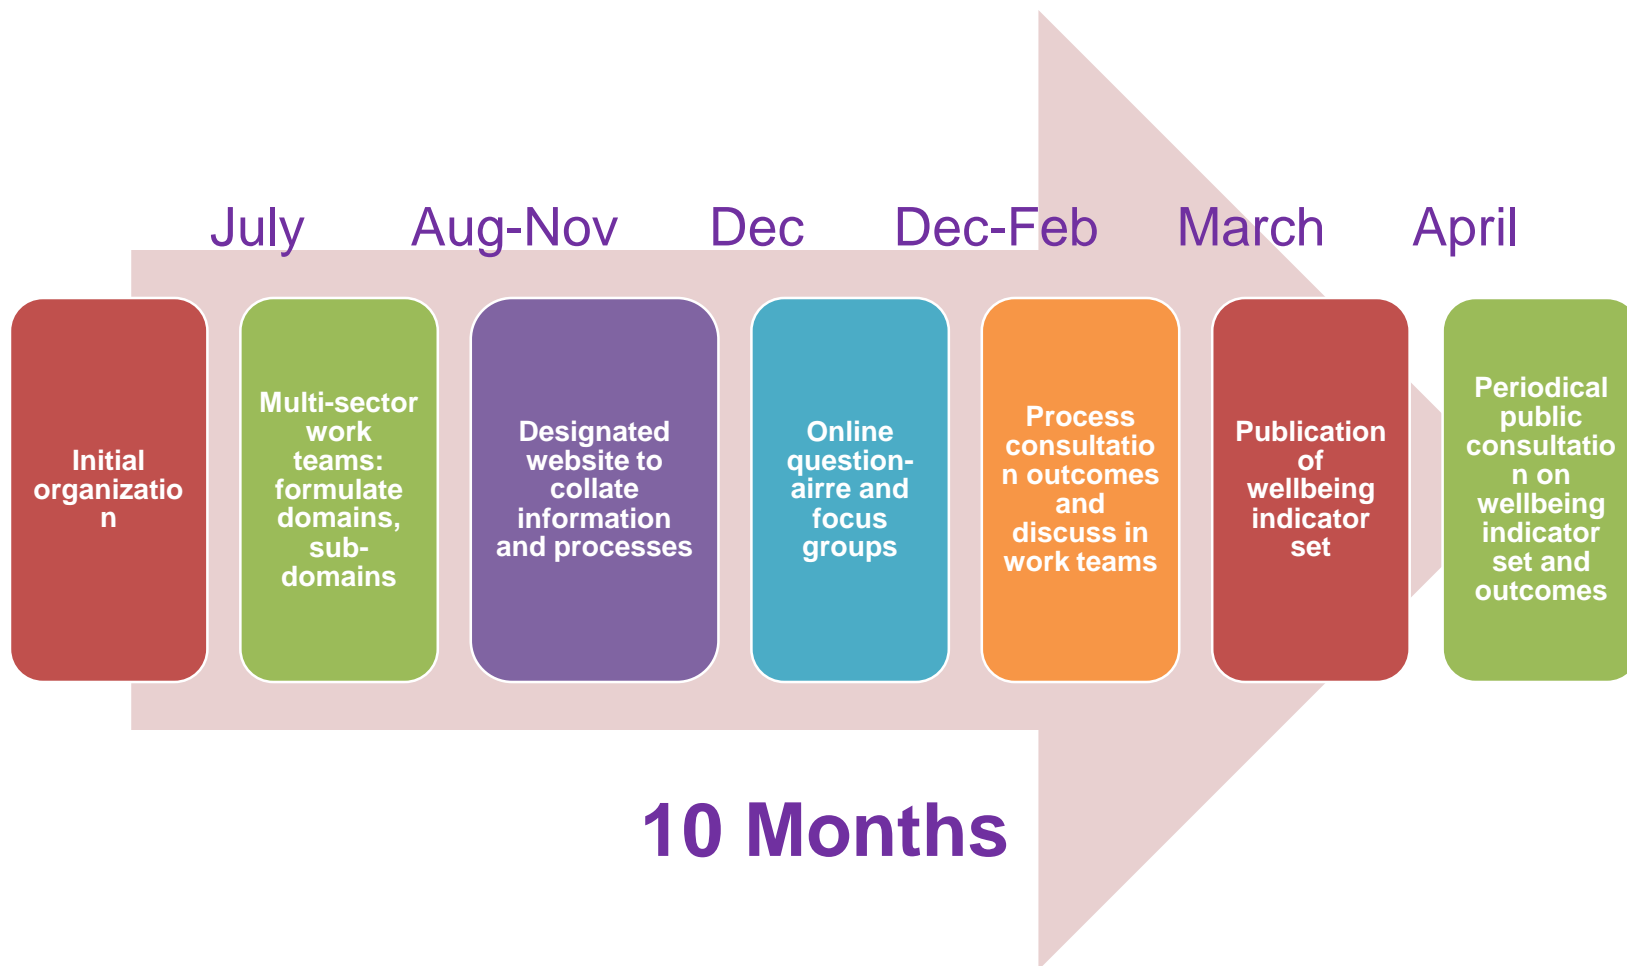 July Aug-Nov Dec Dec-Feb March April
Initial
organizatio
n
Multi-sector
work
teams:
formulate
domains,
sub-
domains
Designated
website to
collate
information
and processes
Online
question-
airre and
focus
groups
Process
consultatio
n outcomes
and
discuss in
work teams
Publication
of
wellbeing
indicator
set
Periodical
public
consultatio
n on
wellbeing
indicator
set and
outcomes
10 Months